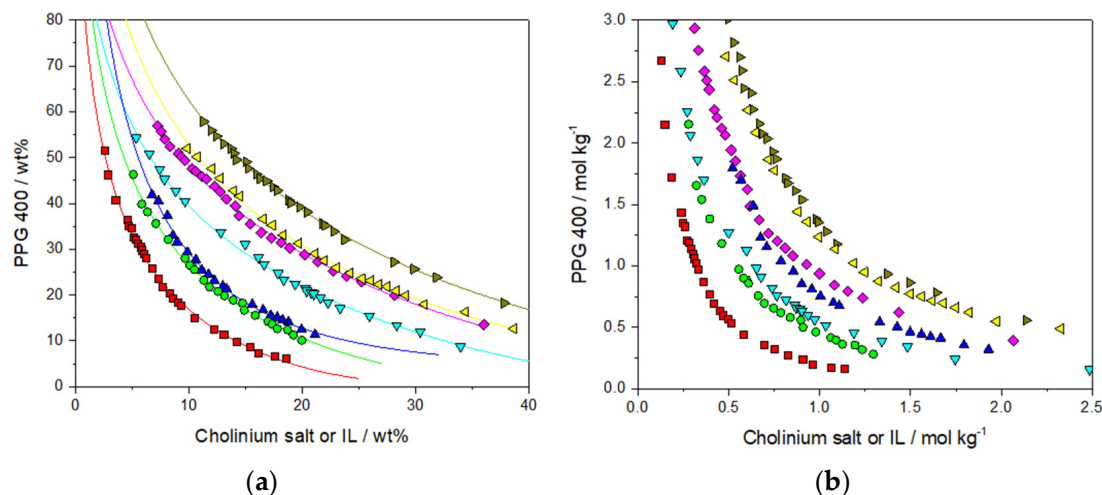 80
70
60
50
40
30
20
10
0
PPG 400 / wt%
0 10 20 30 40
Cholinium salt or IL / wt%
(a)
3.0
2.5
2.0
1.5
1.0
0.5
0.0
PPG 400 / mol kg⁻¹
0.0 0.5 1.0 1.5 2.0 2.5
Cholinium salt or IL / mol kg⁻¹
(b)